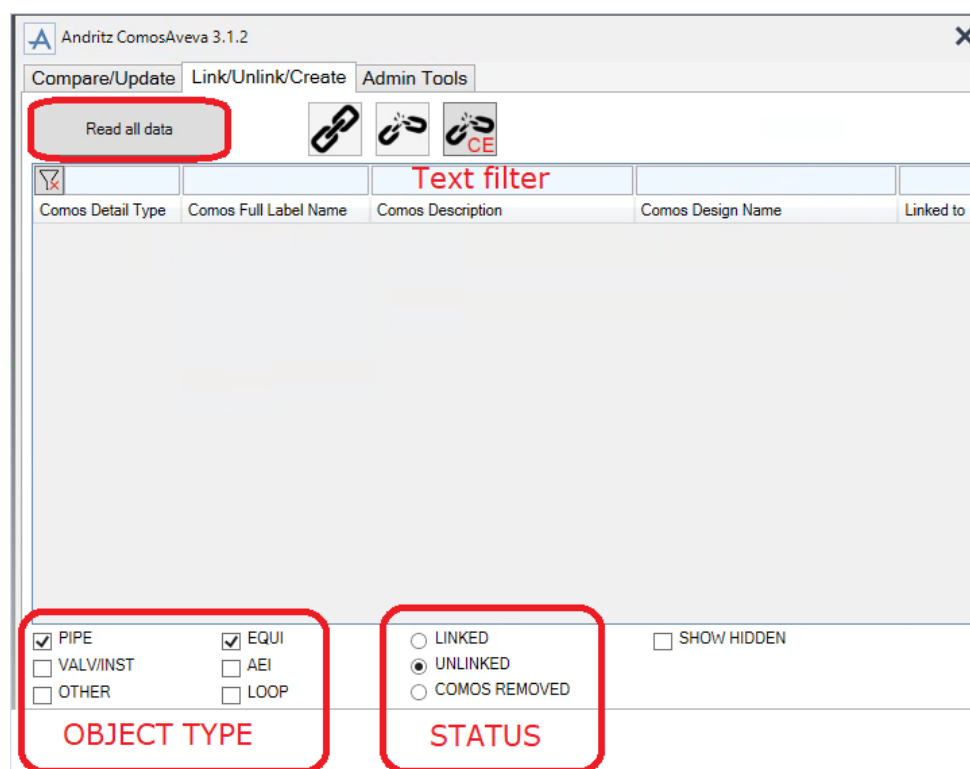 Andritz ComosAveva 3.1.2
Compare/Update Link/Unlink/Create Admin Tools
Read all data
CE
Text filter
Comos Detail Type Comos Full Label Name Comos Description Comos Design Name Linked to
PIPE EQUI LINKED SHOW HIDDEN
VALV/INST AEI UNLINKED
OTHER LOOP COMOS REMOVED
OBJECT TYPE STATUS